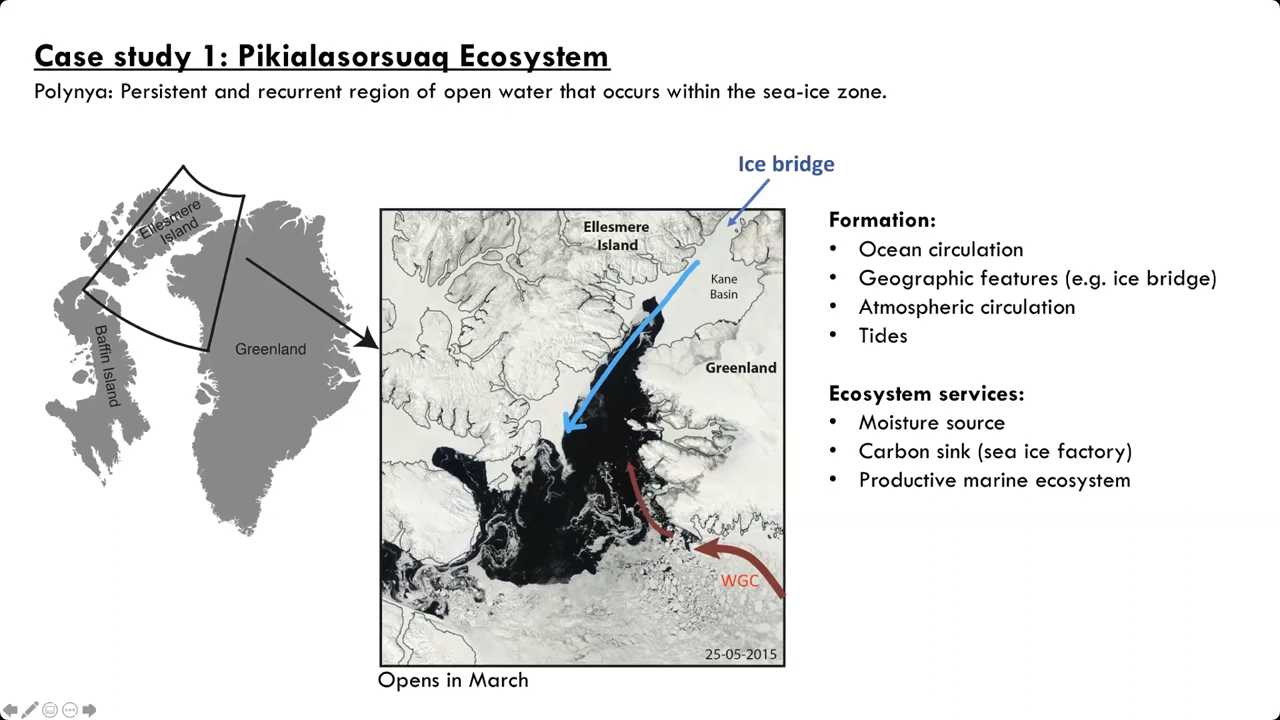 Case study 1: Pikialasorsuaq Ecosystem
Polynya: Persistent and recurrent region of open water that occurs within the sea-ice zone.
Ellesmere
Island
Baffin Island
Greenland
Ice bridge
Ellesmere
Island
Kane
Basin
Greenland
WGC
25-05-2015
Opens in March
Formation:
• Ocean circulation
• Geographic features (e.g. ice bridge)
• Atmospheric circulation
• Tides
Ecosystem services:
• Moisture source
• Carbon sink (sea ice factory)
• Productive marine ecosystem